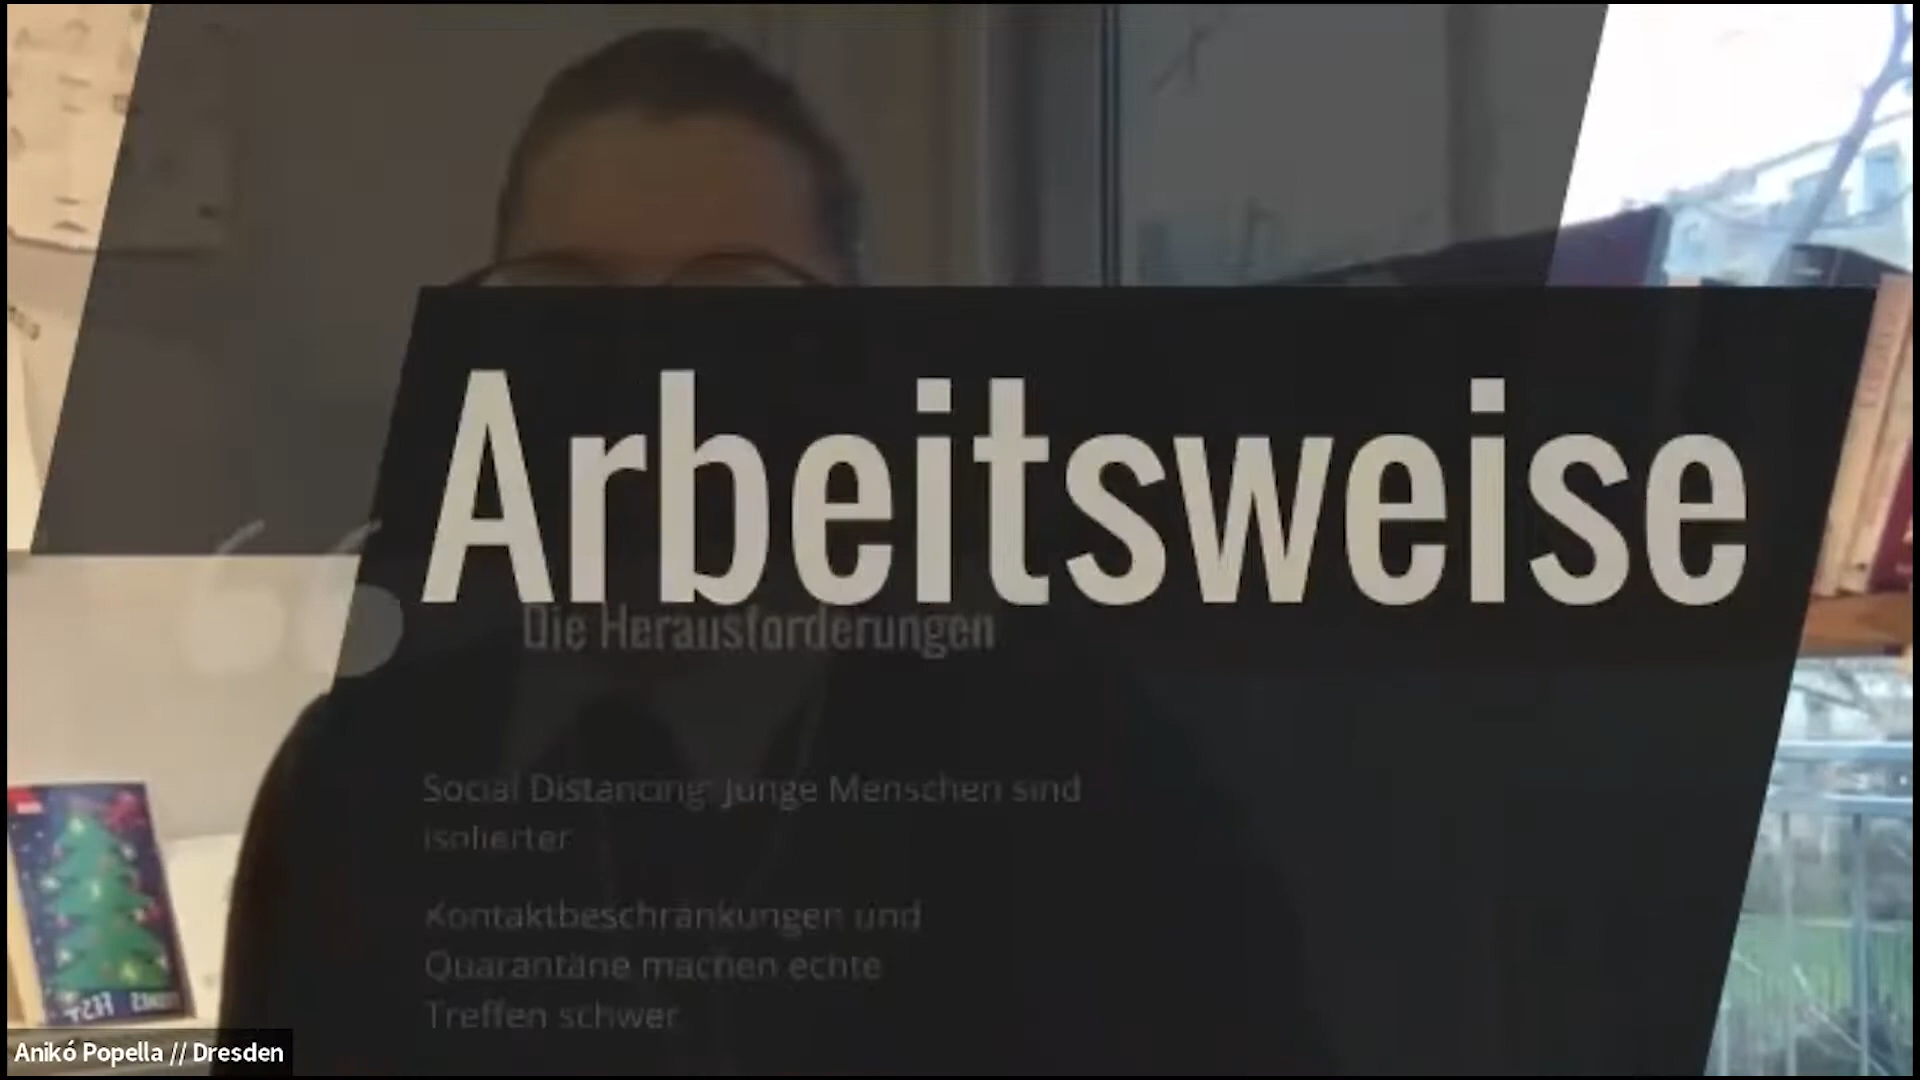 Arbeitsweise
Die Herausforderungen
Social Distancing: Junge Menschen sind
isolierter
Kontaktbeschränkungen und
Quarantäne machen echte
Treffen schwer
Anikó Popella // Dresden